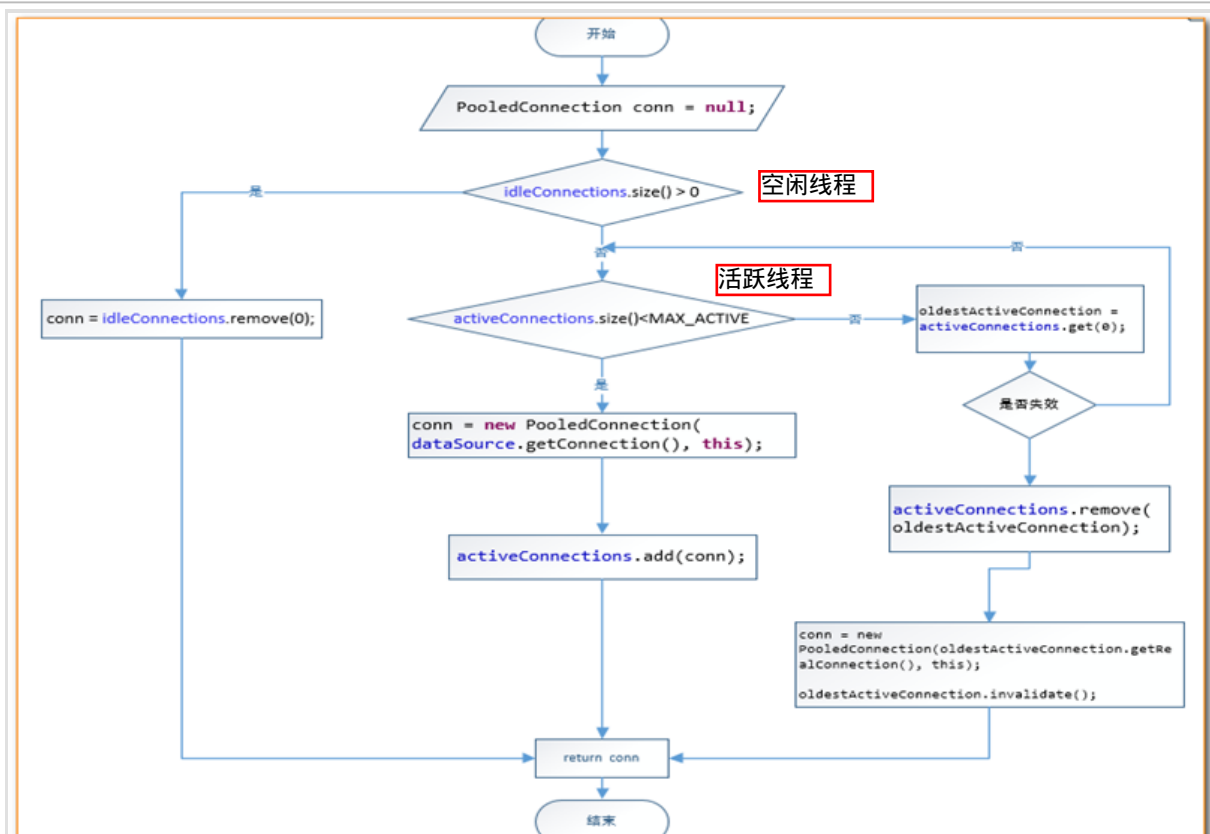 开始
PooledConnection conn = null;
idleConnections.size() > 0
空闲线程
是
否
否
活跃线程
conn = idleConnections.remove(0);
activeConnections.size()<MAX_ACTIVE
否
oldestActiveConnection =
activeConnections.get(0);
是
是否失效
conn = new PooledConnection(
dataSource.getConnection(), this);
activeConnections.remove(
oldestActiveConnection);
activeConnections.add(conn);
conn = new
PooledConnection(oldestActiveConnection.getRe
alConnection(), this);
oldestActiveConnection.invalidate();
return conn
结束